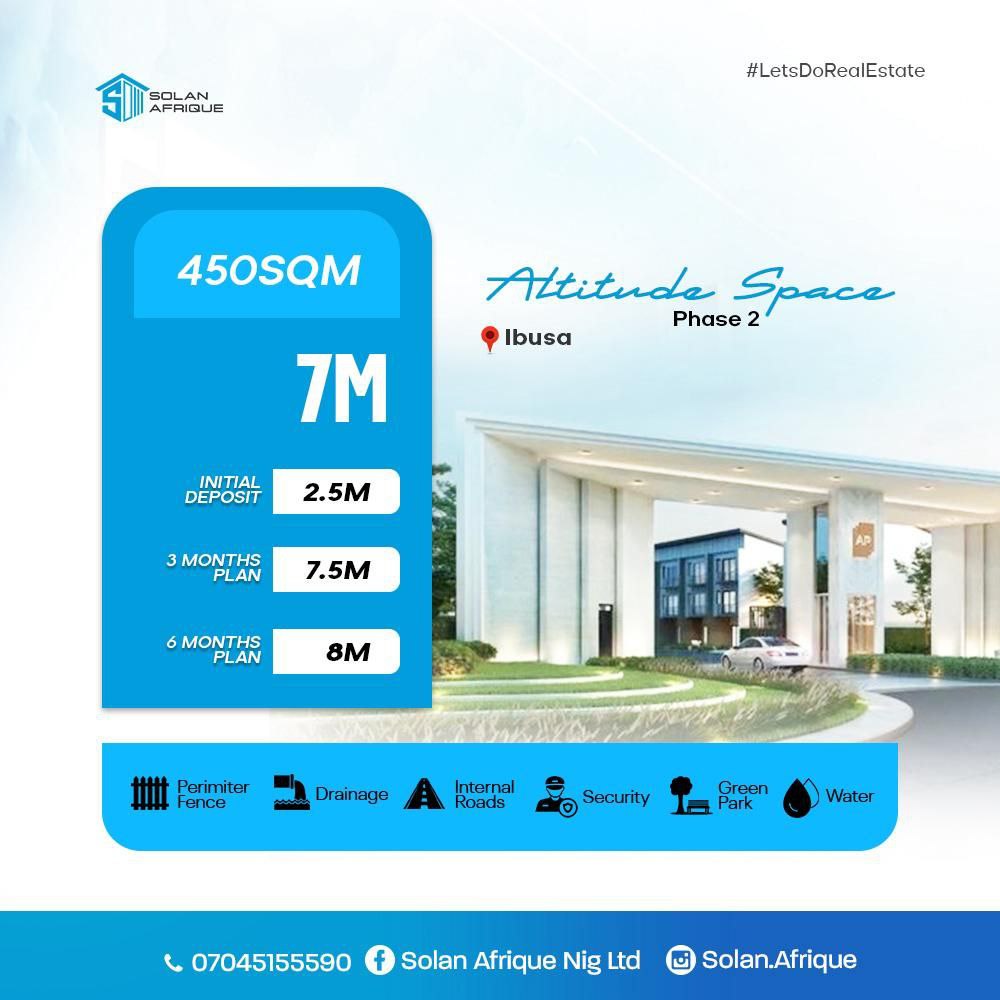 #LetsDoRealEstate
SOLAN
AFRIQUE
450SQM
7M
INITIAL
DEPOSIT
2.5M
3 MONTHS
PLAN
7.5M
6 MONTHS
PLAN
8M
Altitude Space
Phase 2
Ibusa
AP
Perimiter
Fence
Drainage
Internal
Roads
Security
Green
Park
Water
07045155590 Solan Afrique Nig Ltd Solan.Afrique